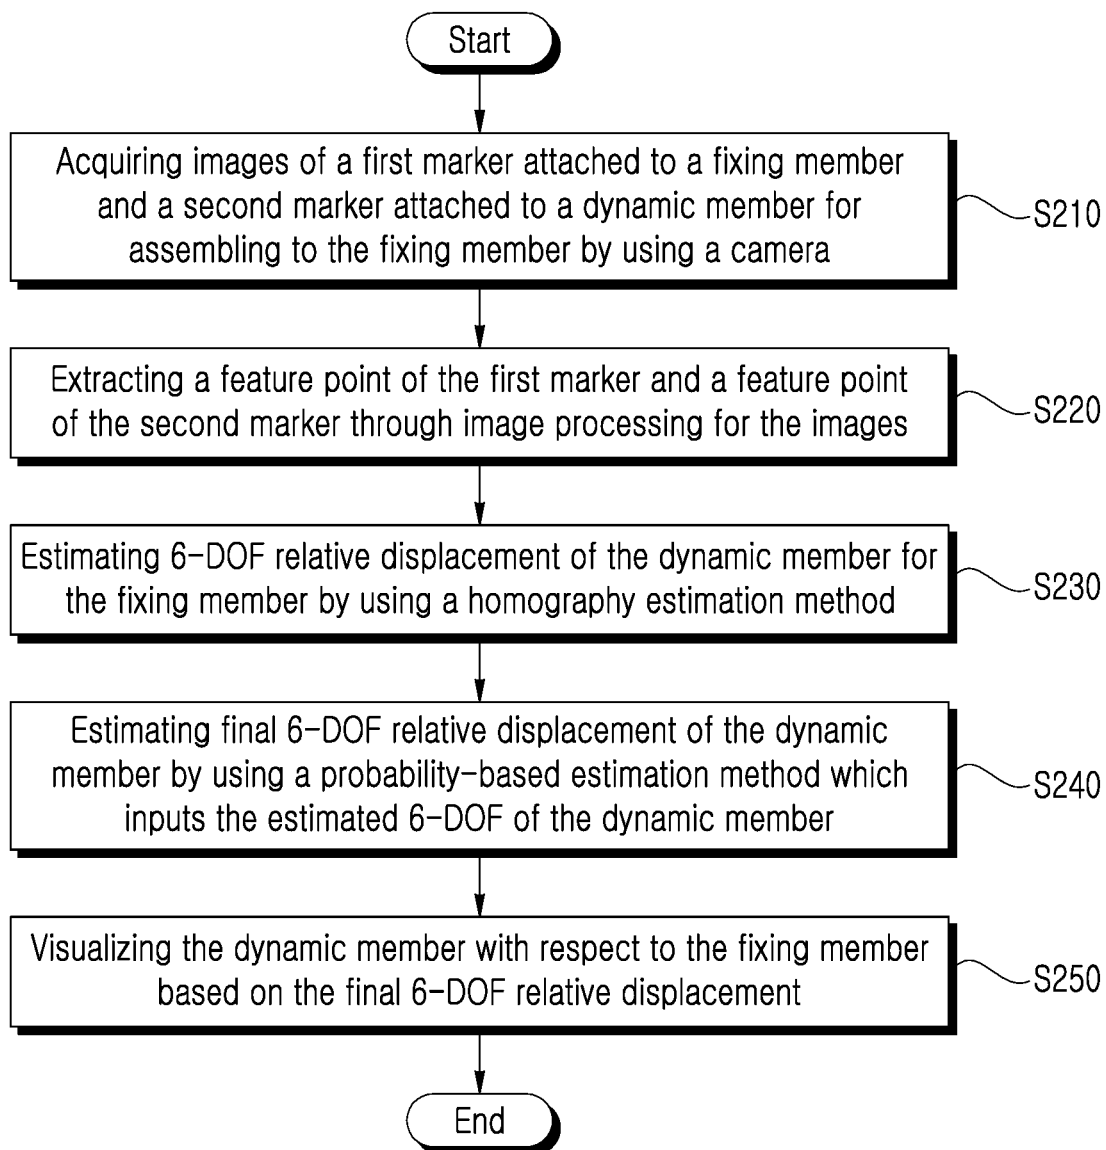 Start
Acquiring images of a first marker attached to a fixing member
and a second marker attached to a dynamic member for
assembling to the fixing member by using a camera
S210
Extracting a feature point of the first marker and a feature point
of the second marker through image processing for the images
S220
Estimating 6-DOF relative displacement of the dynamic member for
the fixing member by using a homography estimation method
S230
Estimating final 6-DOF relative displacement of the dynamic
member by using a probability-based estimation method which
inputs the estimated 6-DOF of the dynamic member
S240
Visualizing the dynamic member with respect to the fixing member
based on the final 6-DOF relative displacement
S250
End